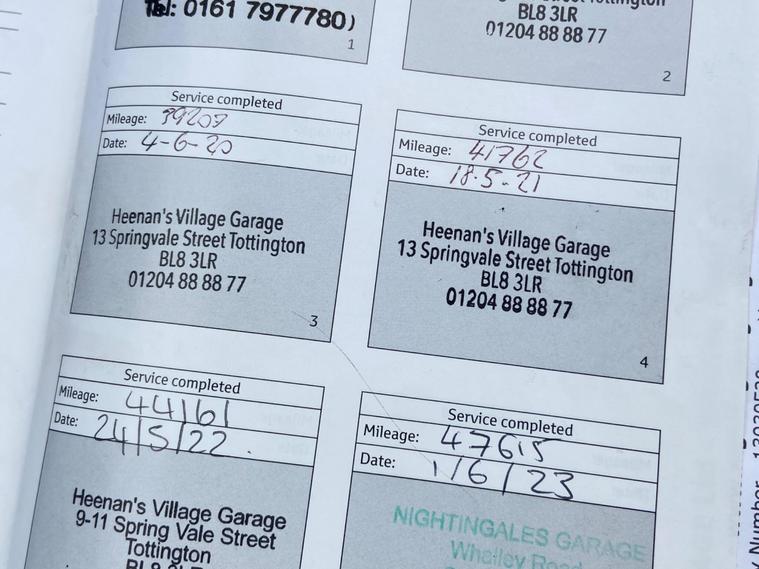 Tel: 0161 7977780)
1
Tottington
BL8 3LR
01204 88 88 77
2
Service completed
Mileage: 39207
Date: 4-6-20
Heenan's Village Garage
13 Springvale Street Tottington
BL8 3LR
01204 88 88 77
3
Service completed
Mileage: 41762
Date: 18.5-21
Heenan's Village Garage
13 Springvale Street Tottington
BL8 3LR
01204 88 88 77
4
Service completed
Mileage: 44161
Date: 24/5/22.
Heenan's Village Garage
9-11 Spring Vale Street
Tottington
Service completed
Mileage: 47615
Date: 1/6/23
NIGHTINGALES GARAGE
Whalley Road
Number